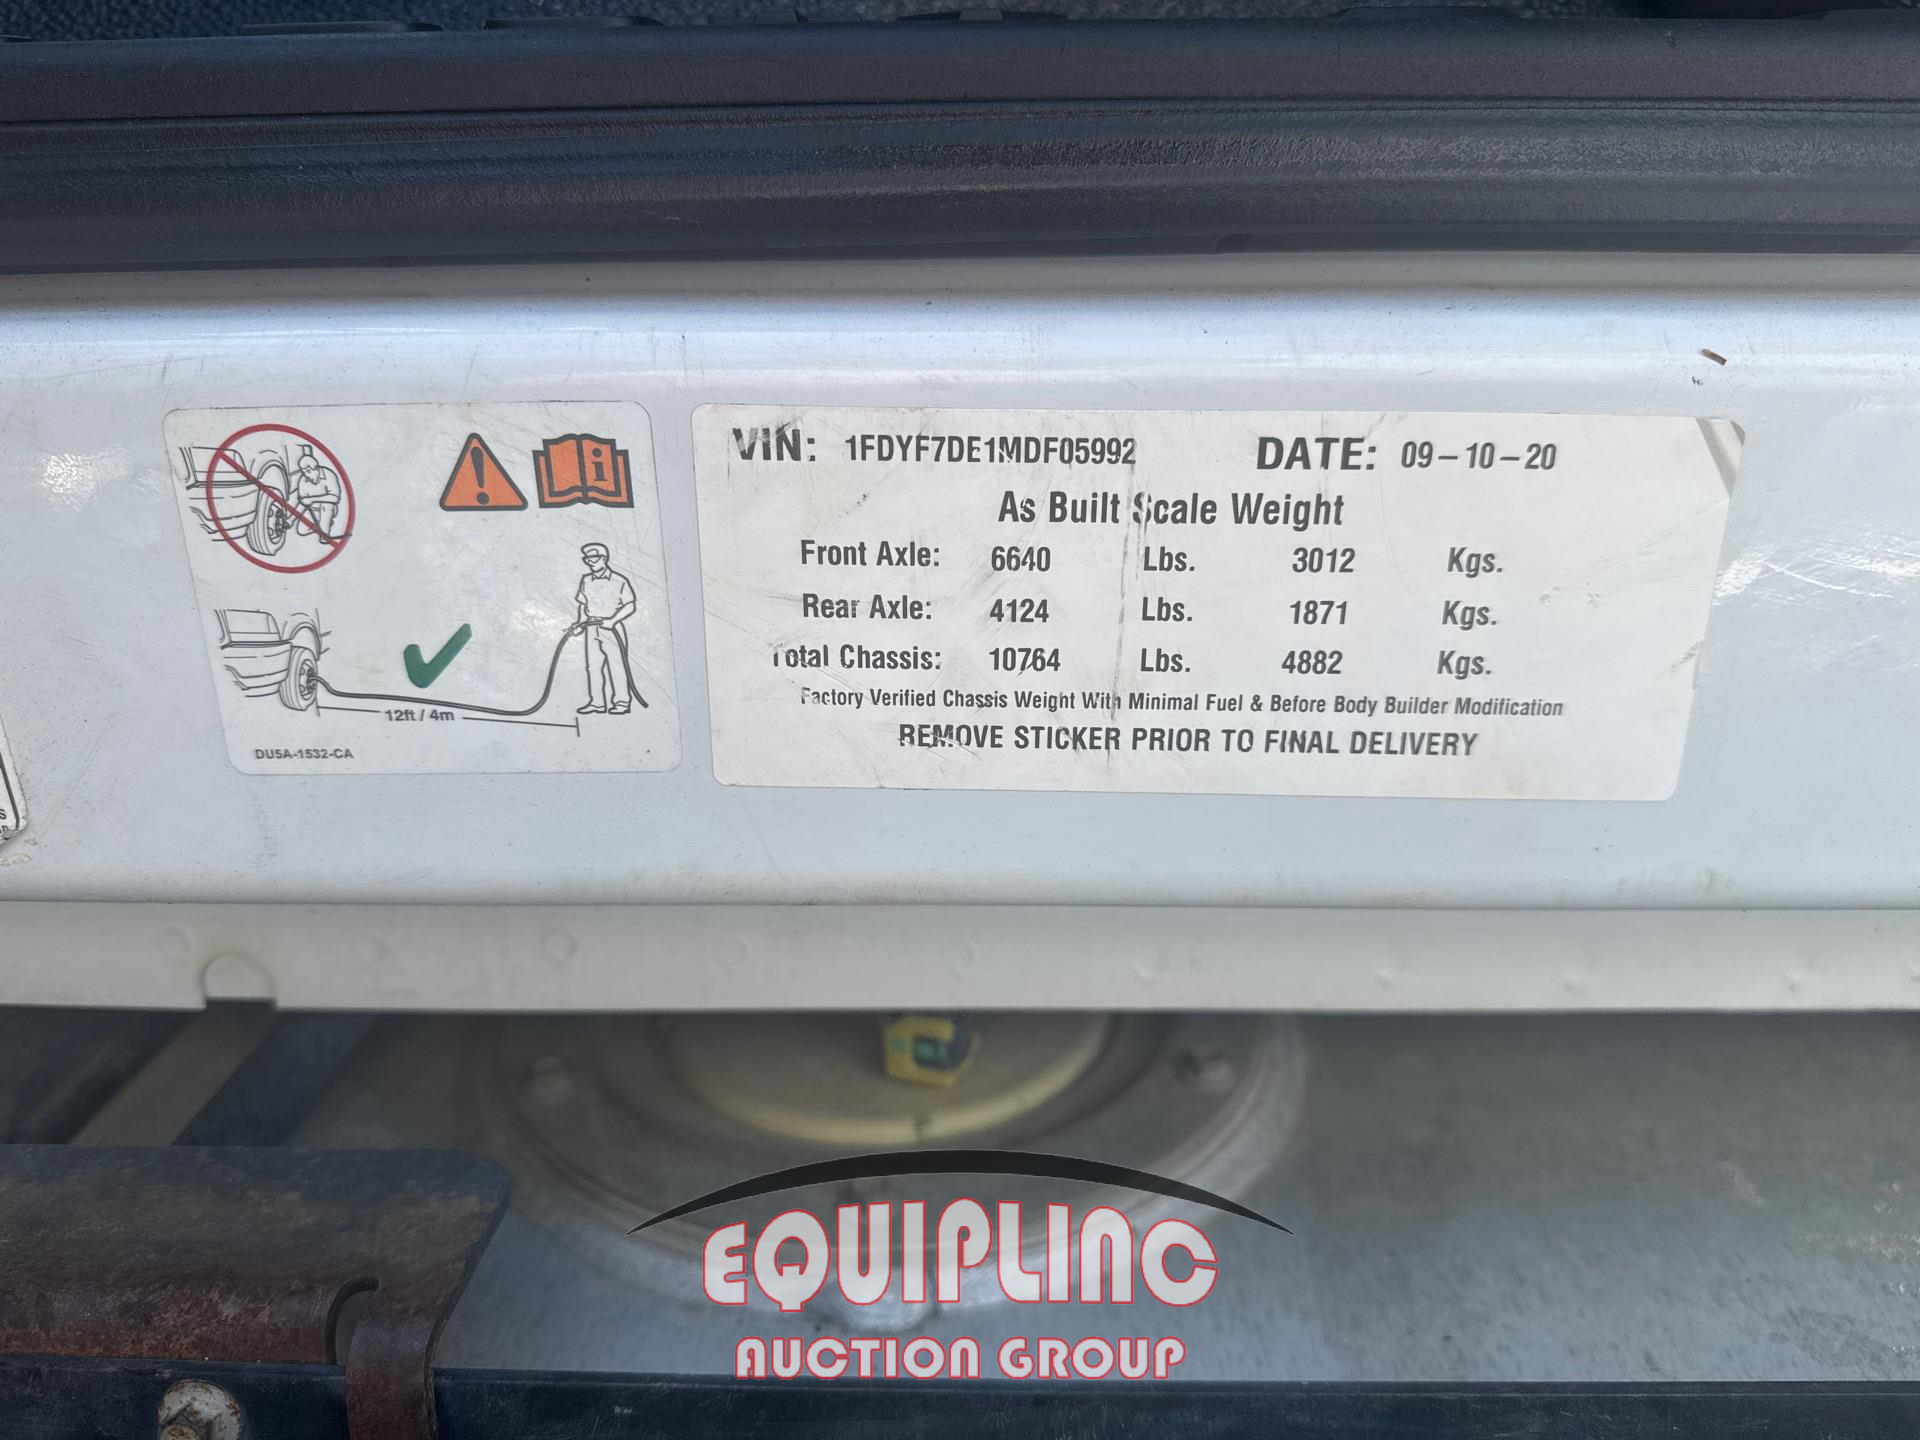 VIN: 1FDYF7DE1MDF05992 DATE: 09-10-20
As Built Scale Weight
Front Axle: 6640 Lbs. 3012 Kgs.
Rear Axle: 4124 Lbs. 1871 Kgs.
Total Chassis: 10764 Lbs. 4882 Kgs.
Factory Verified Chassis Weight With Minimal Fuel & Before Body Builder Modification
REMOVE STICKER PRIOR TO FINAL DELIVERY
12ft / 4m
DU5A-1532-CA
EQUIPLINC
AUCTION GROUP